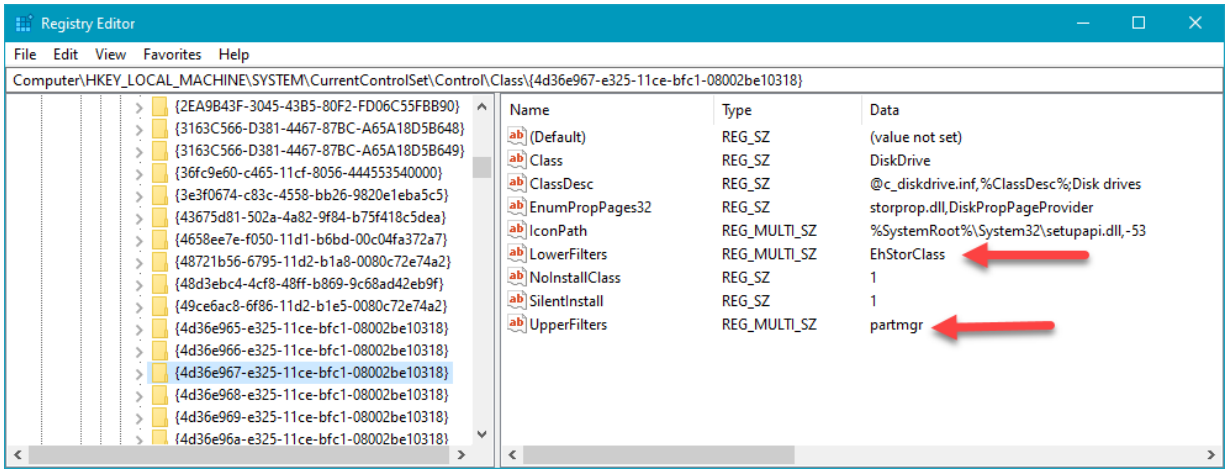 Registry Editor
File Edit View Favorites Help
Computer\HKEY_LOCAL_MACHINE\SYSTEM\CurrentControlSet\Control\Class\{4d36e967-e325-11ce-bfc1-08002be10318}
{2EA9B43F-3045-43B5-80F2-FD06C55FBB90}
{3163C566-D381-4467-87BC-A65A18D5B648}
{3163C566-D381-4467-87BC-A65A18D5B649}
{36fc9e60-c465-11cf-8056-444553540000}
{3e3f0674-c83c-4558-bb26-9820e1eba5c5}
{43675d81-502a-4a82-9f84-b75f418c5dea}
{4658ee7e-f050-11d1-b6bd-00c04fa372a7}
{48721b56-6795-11d2-b1a8-0080c72e74a2}
{48d3ebc4-4cf8-48ff-b869-9c68ad42eb9f}
{49ce6ac8-6f86-11d2-b1e5-0080c72e74a2}
{4d36e965-e325-11ce-bfc1-08002be10318}
{4d36e966-e325-11ce-bfc1-08002be10318}
{4d36e967-e325-11ce-bfc1-08002be10318}
{4d36e968-e325-11ce-bfc1-08002be10318}
{4d36e969-e325-11ce-bfc1-08002be10318}
{4d36e96a-e325-11ce-bfc1-08002be10318}
Name Type Data
(Default) REG_SZ (value not set)
Class REG_SZ DiskDrive
ClassDesc REG_SZ @c_diskdrive.inf,%ClassDesc%;Disk drives
EnumPropPages32 REG_SZ storprop.dll,DiskPropPageProvider
IconPath REG_MULTI_SZ %SystemRoot%\System32\setupapi.dll,-53
LowerFilters REG_MULTI_SZ EhStorClass
NoInstallClass REG_SZ 1
SilentInstall REG_SZ 1
UpperFilters REG_MULTI_SZ partmgr